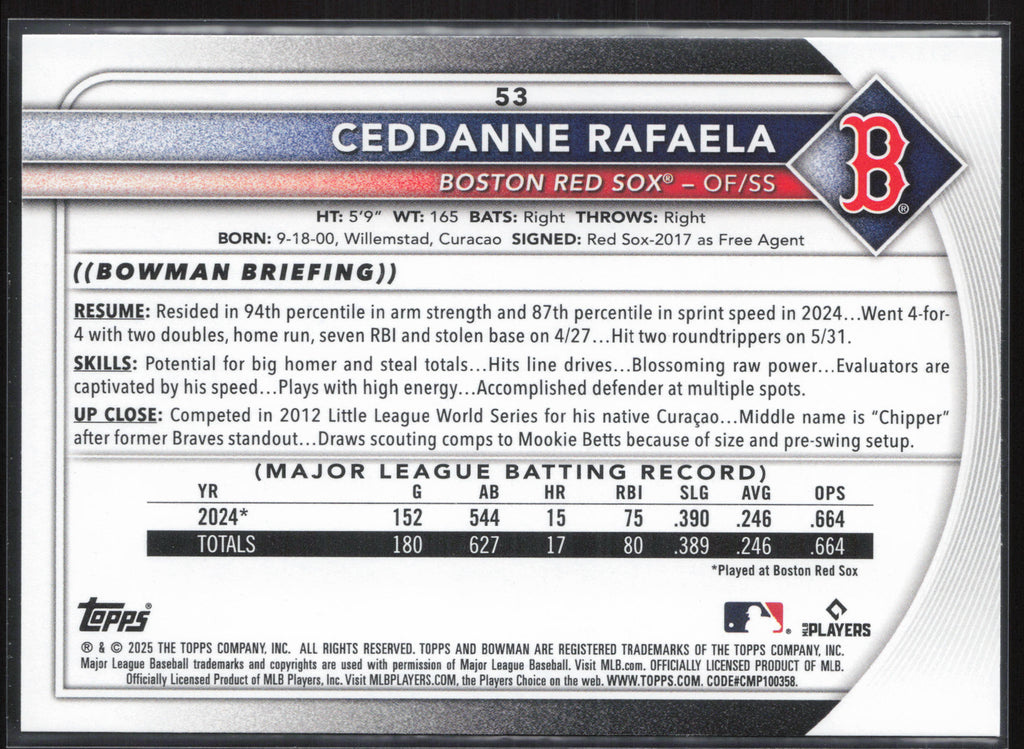 53
CEDDANNE RAFAELA
BOSTON RED SOX® – OF/SS
B®
HT: 5'9" WT: 165 BATS: Right THROWS: Right
BORN: 9-18-00, Willemstad, Curacao SIGNED: Red Sox-2017 as Free Agent
((BOWMAN BRIEFING))
RESUME: Resided in 94th percentile in arm strength and 87th percentile in sprint speed in 2024...Went 4-for-
4 with two doubles, home run, seven RBI and stolen base on 4/27...Hit two roundtrippers on 5/31.
SKILLS: Potential for big homer and steal totals...Hits line drives...Blossoming raw power...Evaluators are
captivated by his speed...Plays with high energy...Accomplished defender at multiple spots.
UP CLOSE: Competed in 2012 Little League World Series for his native Curaçao...Middle name is "Chipper"
after former Braves standout...Draws scouting comps to Mookie Betts because of size and pre-swing setup.
(MAJOR LEAGUE BATTING RECORD)
YR G AB HR RBI SLG AVG OPS
2024* 152 544 15 75 .390 .246 .664
TOTALS 180 627 17 80 .389 .246 .664
*Played at Boston Red Sox
Topps®
® MLB PLAYERS
® & © 2025 THE TOPPS COMPANY, INC. ALL RIGHTS RESERVED. TOPPS AND BOWMAN ARE REGISTERED TRADEMARKS OF THE TOPPS COMPANY, INC.
Major League Baseball trademarks and copyrights are used with permission of Major League Baseball. Visit MLB.com. OFFICIALLY LICENSED PRODUCT OF MLB.
Officially Licensed Product of MLB Players, Inc. Visit MLBPLAYERS.COM, the Players Choice on the web. WWW.TOPPS.COM. CODE#CMP100358.